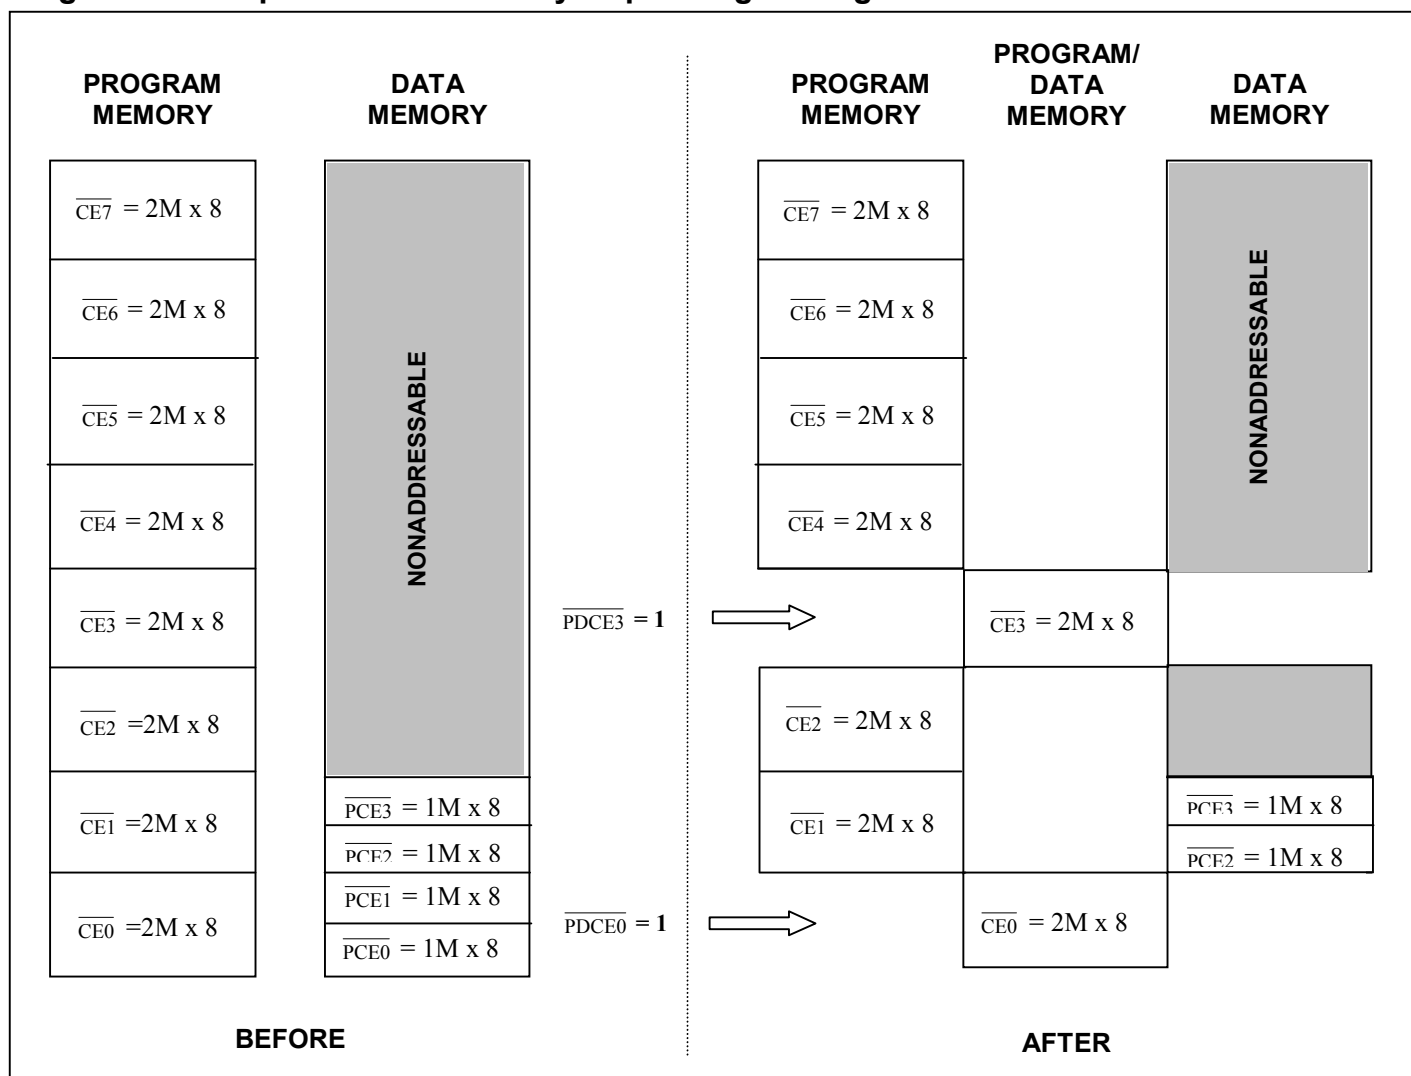 PROGRAM
MEMORY
DATA
MEMORY
CE7 = 2M x 8
CE6 = 2M x 8
CE5 = 2M x 8
CE4 = 2M x 8
CE3 = 2M x 8
CE2 =2M x 8
CE1 =2M x 8
CE0 =2M x 8
NONADDRESSABLE
PCE3 = 1M x 8
PCE2 = 1M x 8
PCE1 = 1M x 8
PCE0 = 1M x 8
BEFORE
PDCE3 = 1
PDCE0 = 1
PROGRAM
MEMORY
PROGRAM/
DATA
MEMORY
DATA
MEMORY
CE7 = 2M x 8
CE6 = 2M x 8
CE5 = 2M x 8
CE4 = 2M x 8
CE2 = 2M x 8
CE1 = 2M x 8
CE3 = 2M x 8
CE0 = 2M x 8
NONADDRESSABLE
PCE3 = 1M x 8
PCE2 = 1M x 8
AFTER